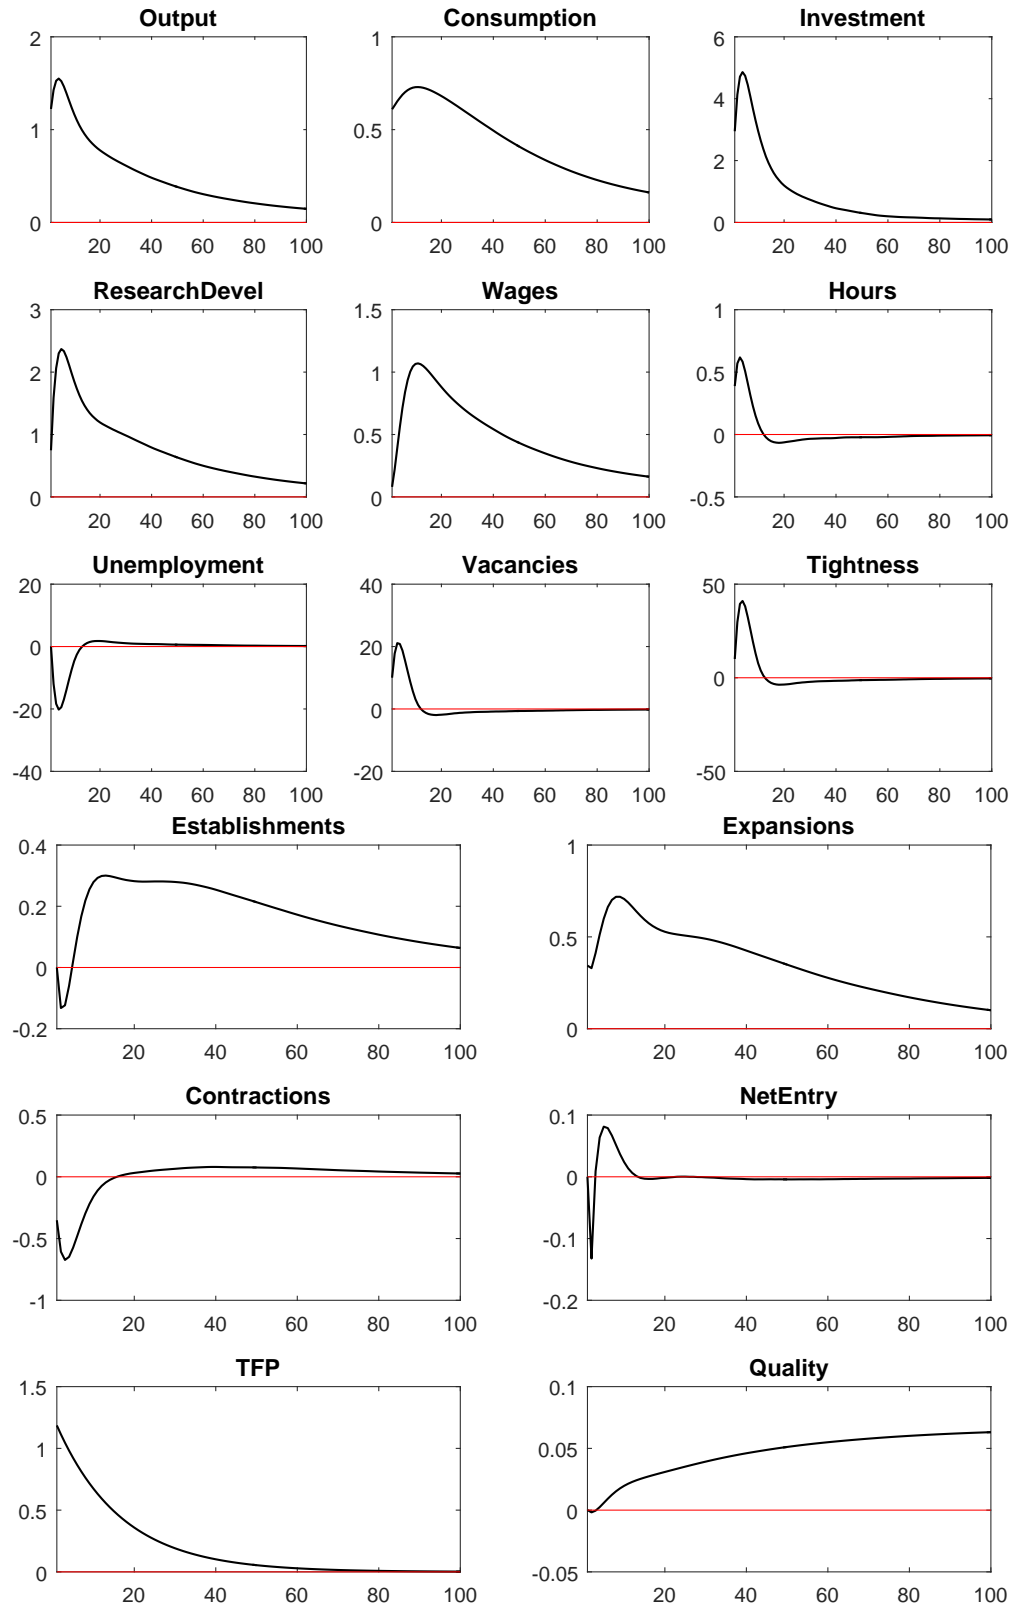 Output Consumption Investment
2 1 6
4
1 0.5
2
0 0 0
20 40 60 80 100 20 40 60 80 100 20 40 60 80 100
ResearchDevel Wages Hours
3 1.5 1
2 1 0.5
1 0.5 0
0 0 -0.5
20 40 60 80 100 20 40 60 80 100 20 40 60 80 100
Unemployment Vacancies Tightness
20 40 50
0 20 0
-20 0
-40 -20 -50
20 40 60 80 100 20 40 60 80 100 20 40 60 80 100
Establishments Expansions
0.4 1
0.2 0.5
0
-0.2 0
20 40 60 80 100 20 40 60 80 100
Contractions NetEntry
0.5 0.1
0 0
-0.5 -0.1
-1 -0.2
20 40 60 80 100 20 40 60 80 100
TFP Quality
1.5 0.1
1 0.05
0.5 0
0 -0.05
20 40 60 80 100 20 40 60 80 100